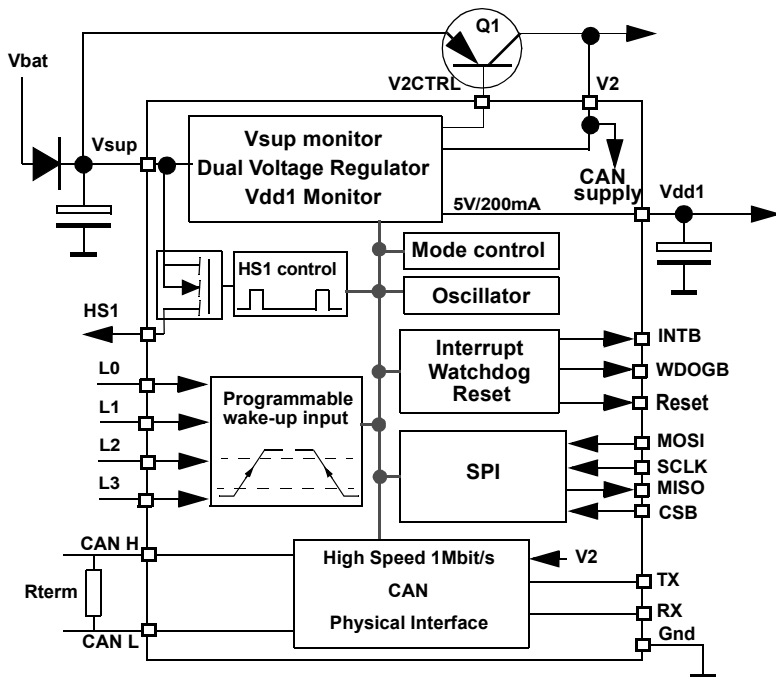 Q1
Vbat
V2CTRL
V2
Vsup
Vsup monitor
Dual Voltage Regulator
Vdd1 Monitor
CAN
supply
5V/200mA
Vdd1
Mode control
HS1 control
Oscillator
HS1
Interrupt
Watchdog
Reset
INTB
WDOGB
Reset
L0
L1
L2
L3
Programmable
wake-up input
SPI
MOSI
SCLK
MISO
CSB
CAN H
Rterm
CAN L
High Speed 1Mbit/s
CAN
Physical Interface
V2
TX
RX
Gnd